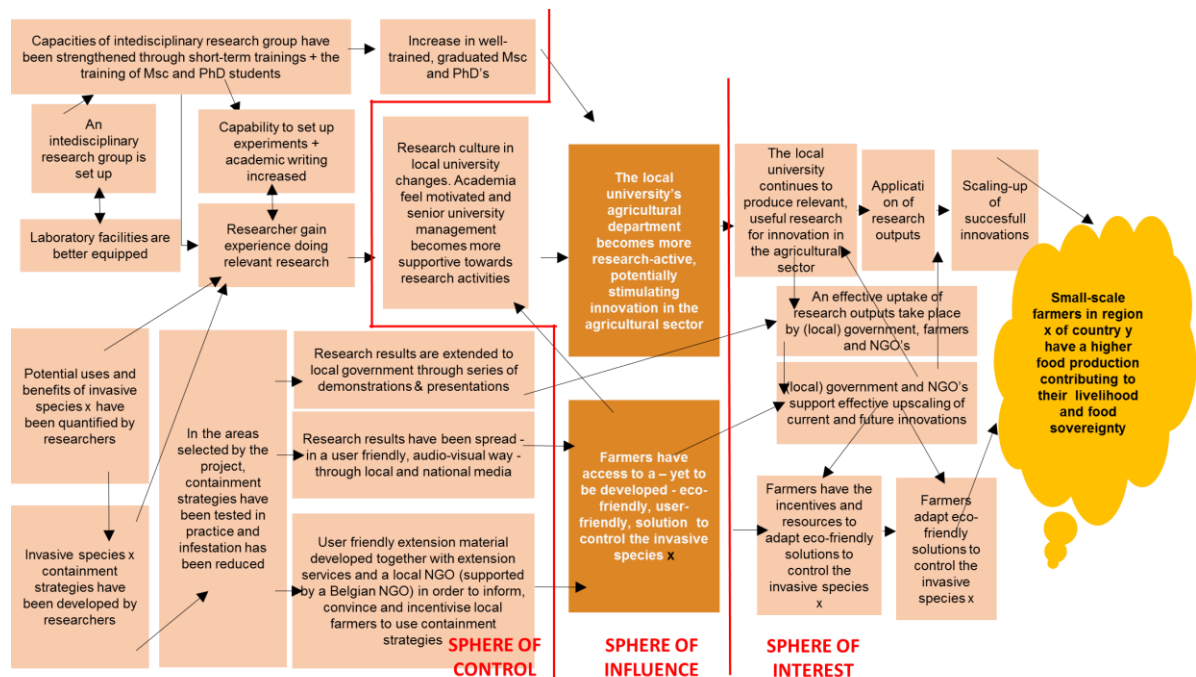 Capacities of intedisciplinary research group have
been strengthened through short-term trainings + the
training of Msc and PhD students
Increase in well-
trained, graduated Msc
and PhD's
An
intedisciplinary
research group is
set up
Capability to set up
experiments +
academic writing
increased
Laboratory facilities are
better equipped
Researcher gain
experience doing
relevant research
Research culture in
local university
changes. Academia
feel motivated and
senior university
management
becomes more
supportive towards
research activities
The local
university's
agricultural
department
becomes more
research-active,
potentially
stimulating
innovation in the
agricultural sector
The local
university
continues to
produce relevant,
useful research
for innovation in
the agricultural
sector
Applicati
on of
research
outputs
Scaling-up
of
succesfull
innovations
An effective uptake of
research outputs take place
by (local) government, farmers
and NGO's
(local) government and NGO's
support effective upscaling of
current and future innovations
Small-scale
farmers in region
x of country y
have a higher
food production
contributing to
their livelihood
and food
sovereignty
Potential uses and
benefits of invasive
species x have
been quantified by
researchers
Invasive species x
containment
strategies have
been developed by
researchers
In the areas
selected by the
project,
containment
strategies have
been tested in
practice and
infestation has
been reduced
Research results are extended to
local government through series of
demonstrations & presentations
Research results have been spread -
in a user friendly, audio-visual way -
through local and national media
User friendly extension material
developed together with extension
services and a local NGO (supported
by a Belgian NGO) in order to inform,
convince and incentivise local
farmers to use containment
strategies
Farmers have
access to a – yet to
be developed - eco-
friendly, user-
friendly, solution to
control the invasive
species x
Farmers have the
incentives and
resources to
adapt eco-friendly
solutions to
control the
invasive species
x
Farmers
adapt eco-
friendly
solutions to
control the
invasive
species x
SPHERE OF
CONTROL
SPHERE OF
INFLUENCE
SPHERE OF
INTEREST